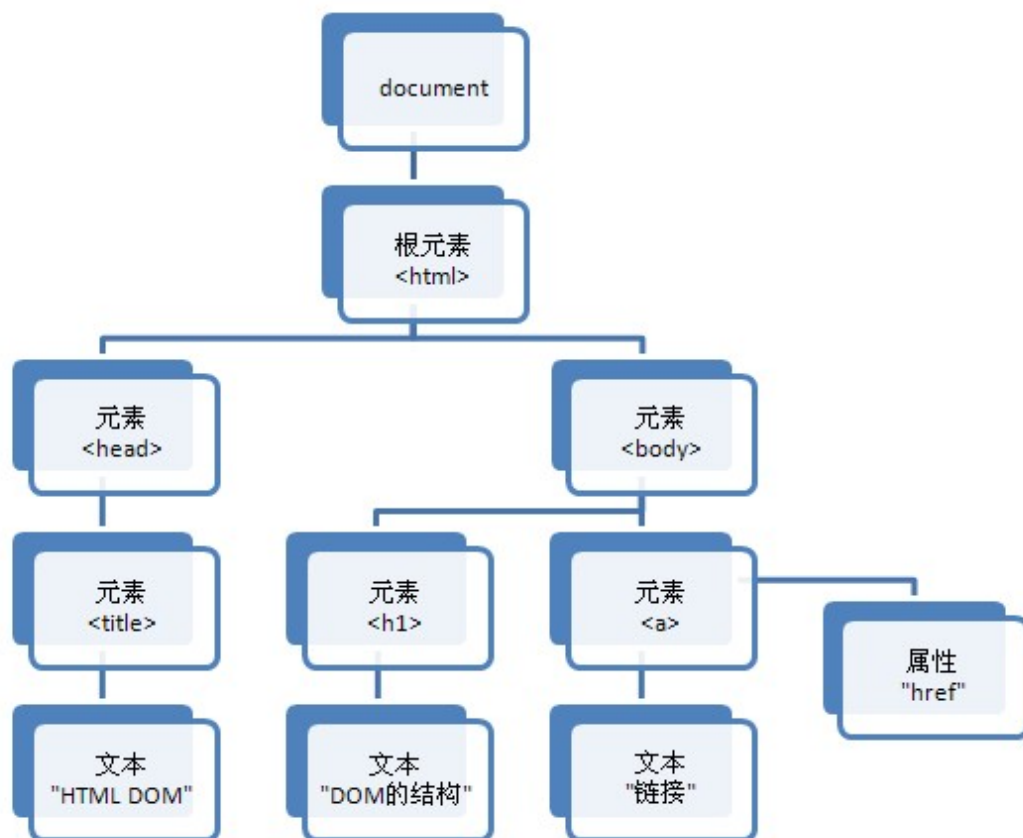 document
根元素
<html>
元素
<head>
元素
<body>
元素
<title>
元素
<h1>
元素
<a>
属性
"href"
文本
"HTML DOM"
文本
"DOM的结构"
文本
"链接"